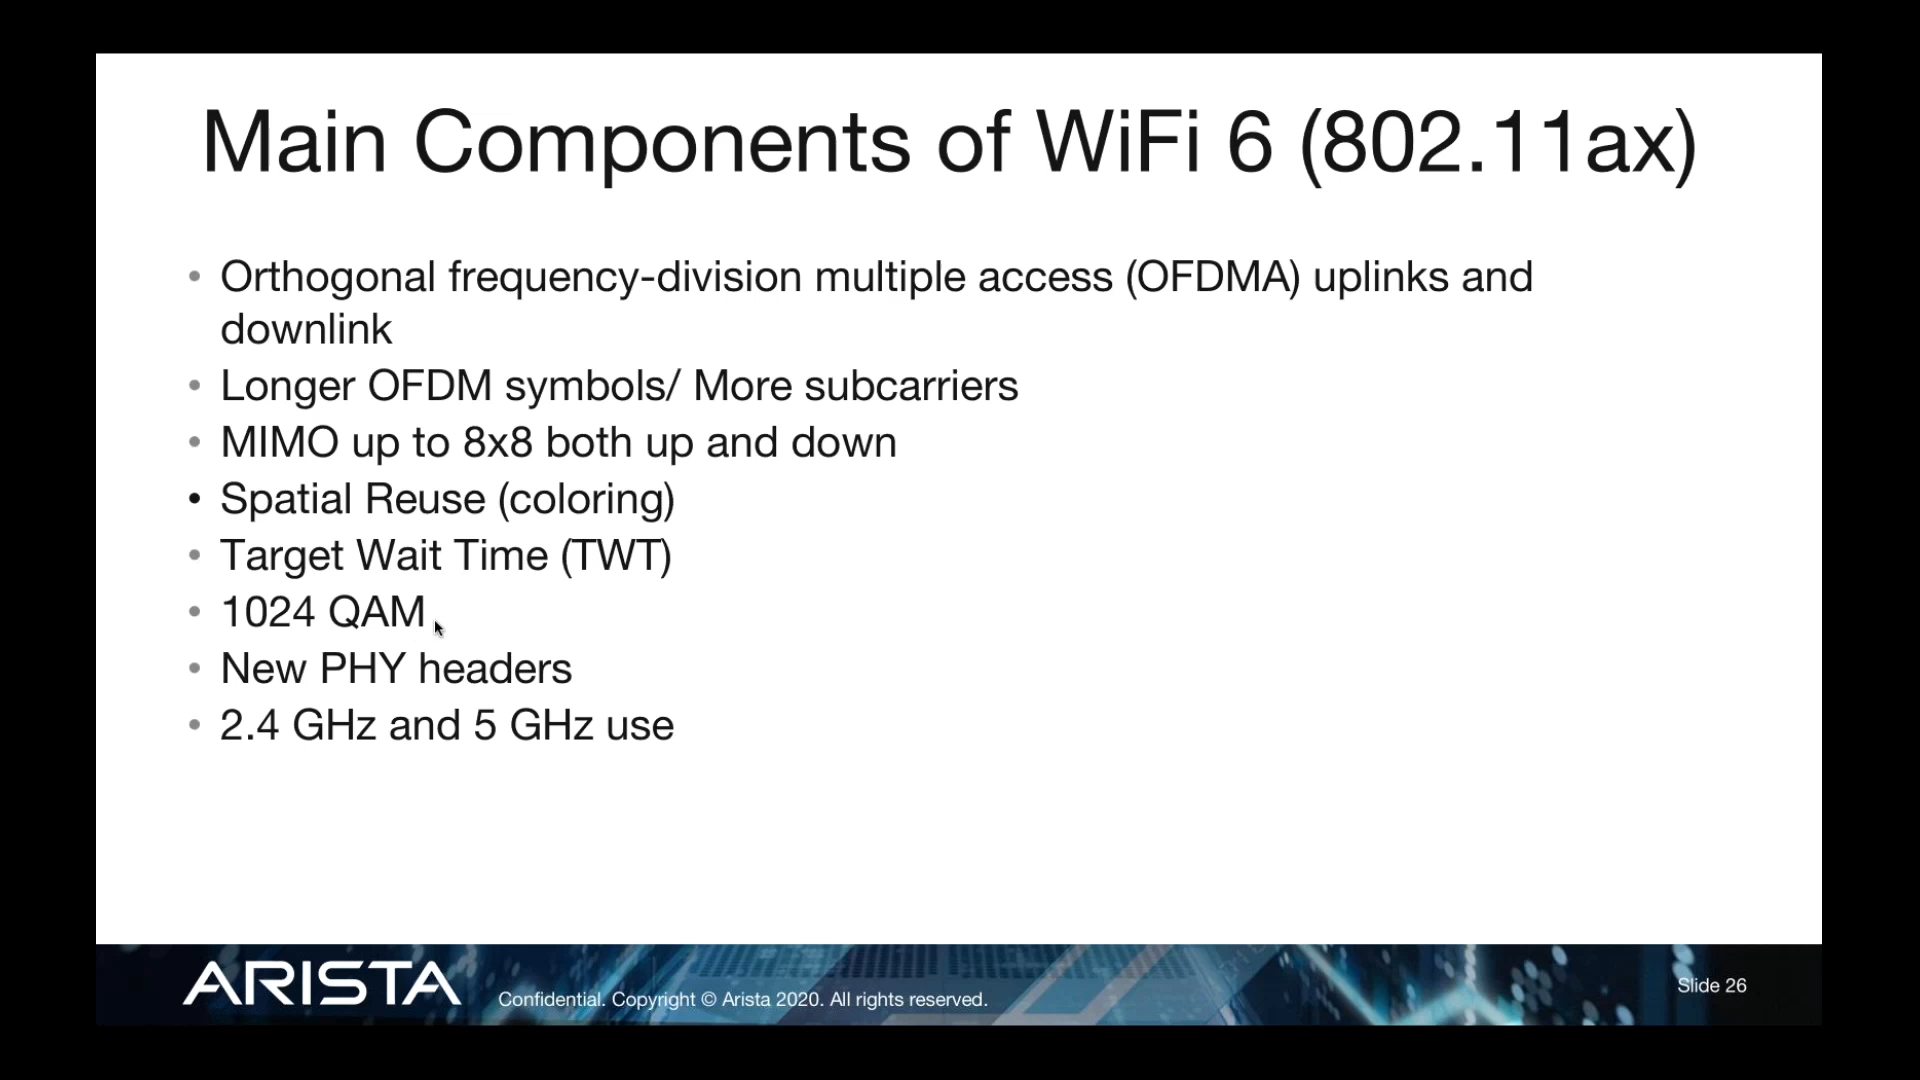 Main Components of WiFi 6 (802.11ax)
• Orthogonal frequency-division multiple access (OFDMA) uplinks and
downlink
• Longer OFDM symbols/ More subcarriers
• MIMO up to 8x8 both up and down
• Spatial Reuse (coloring)
• Target Wait Time (TWT)
• 1024 QAM
• New PHY headers
• 2.4 GHz and 5 GHz use
ARISTA
Confidential. Copyright © Arista 2020. All rights reserved.
Slide 26